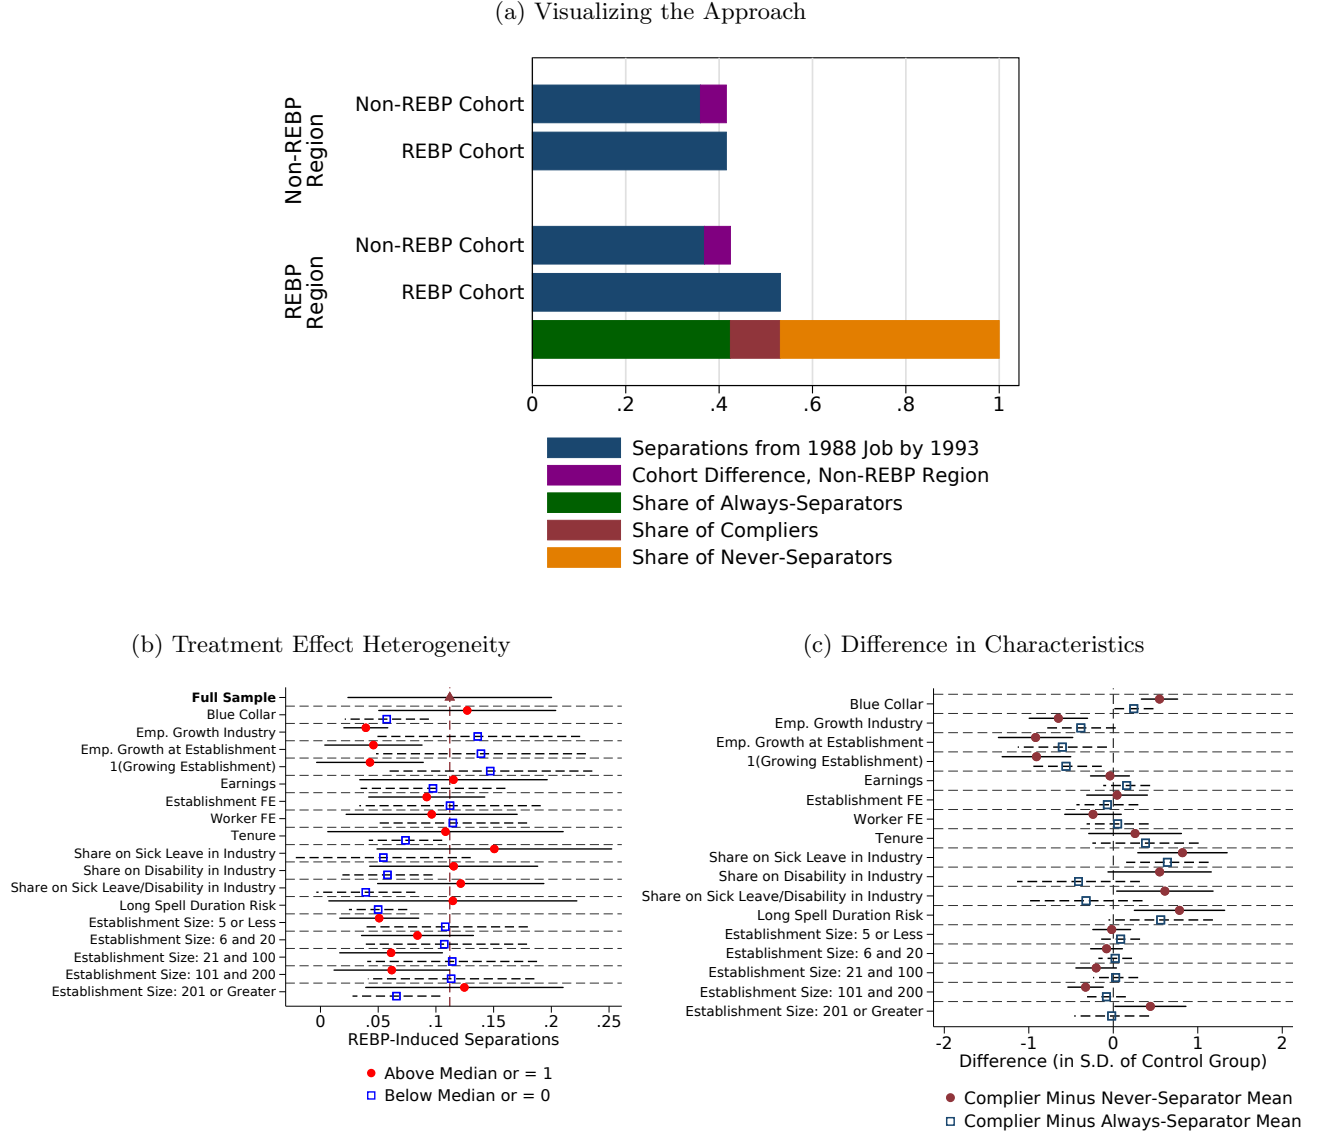 (a) Visualizing the Approach
Non-REBP
Region
Non-REBP Cohort
REBP Cohort
REBP
Region
Non-REBP Cohort
REBP Cohort
0 .2 .4 .6 .8 1
Separations from 1988 Job by 1993
Cohort Difference, Non-REBP Region
Share of Always-Separators
Share of Compliers
Share of Never-Separators
(b) Treatment Effect Heterogeneity
Full Sample
Blue Collar
Emp. Growth Industry
Emp. Growth at Establishment
1(Growing Establishment)
Earnings
Establishment FE
Worker FE
Tenure
Share on Sick Leave in Industry
Share on Disability in Industry
Share on Sick Leave/Disability in Industry
Long Spell Duration Risk
Establishment Size: 5 or Less
Establishment Size: 6 and 20
Establishment Size: 21 and 100
Establishment Size: 101 and 200
Establishment Size: 201 or Greater
0 .05 .1 .15 .2 .25
REBP-Induced Separations
Above Median or = 1
Below Median or = 0
(c) Difference in Characteristics
Blue Collar
Emp. Growth Industry
Emp. Growth at Establishment
1(Growing Establishment)
Earnings
Establishment FE
Worker FE
Tenure
Share on Sick Leave in Industry
Share on Disability in Industry
Share on Sick Leave/Disability in Industry
Long Spell Duration Risk
Establishment Size: 5 or Less
Establishment Size: 6 and 20
Establishment Size: 21 and 100
Establishment Size: 101 and 200
Establishment Size: 201 or Greater
-2 -1 0 1 2
Difference (in S.D. of Control Group)
Complier Minus Never-Separator Mean
Complier Minus Always-Separator Mean